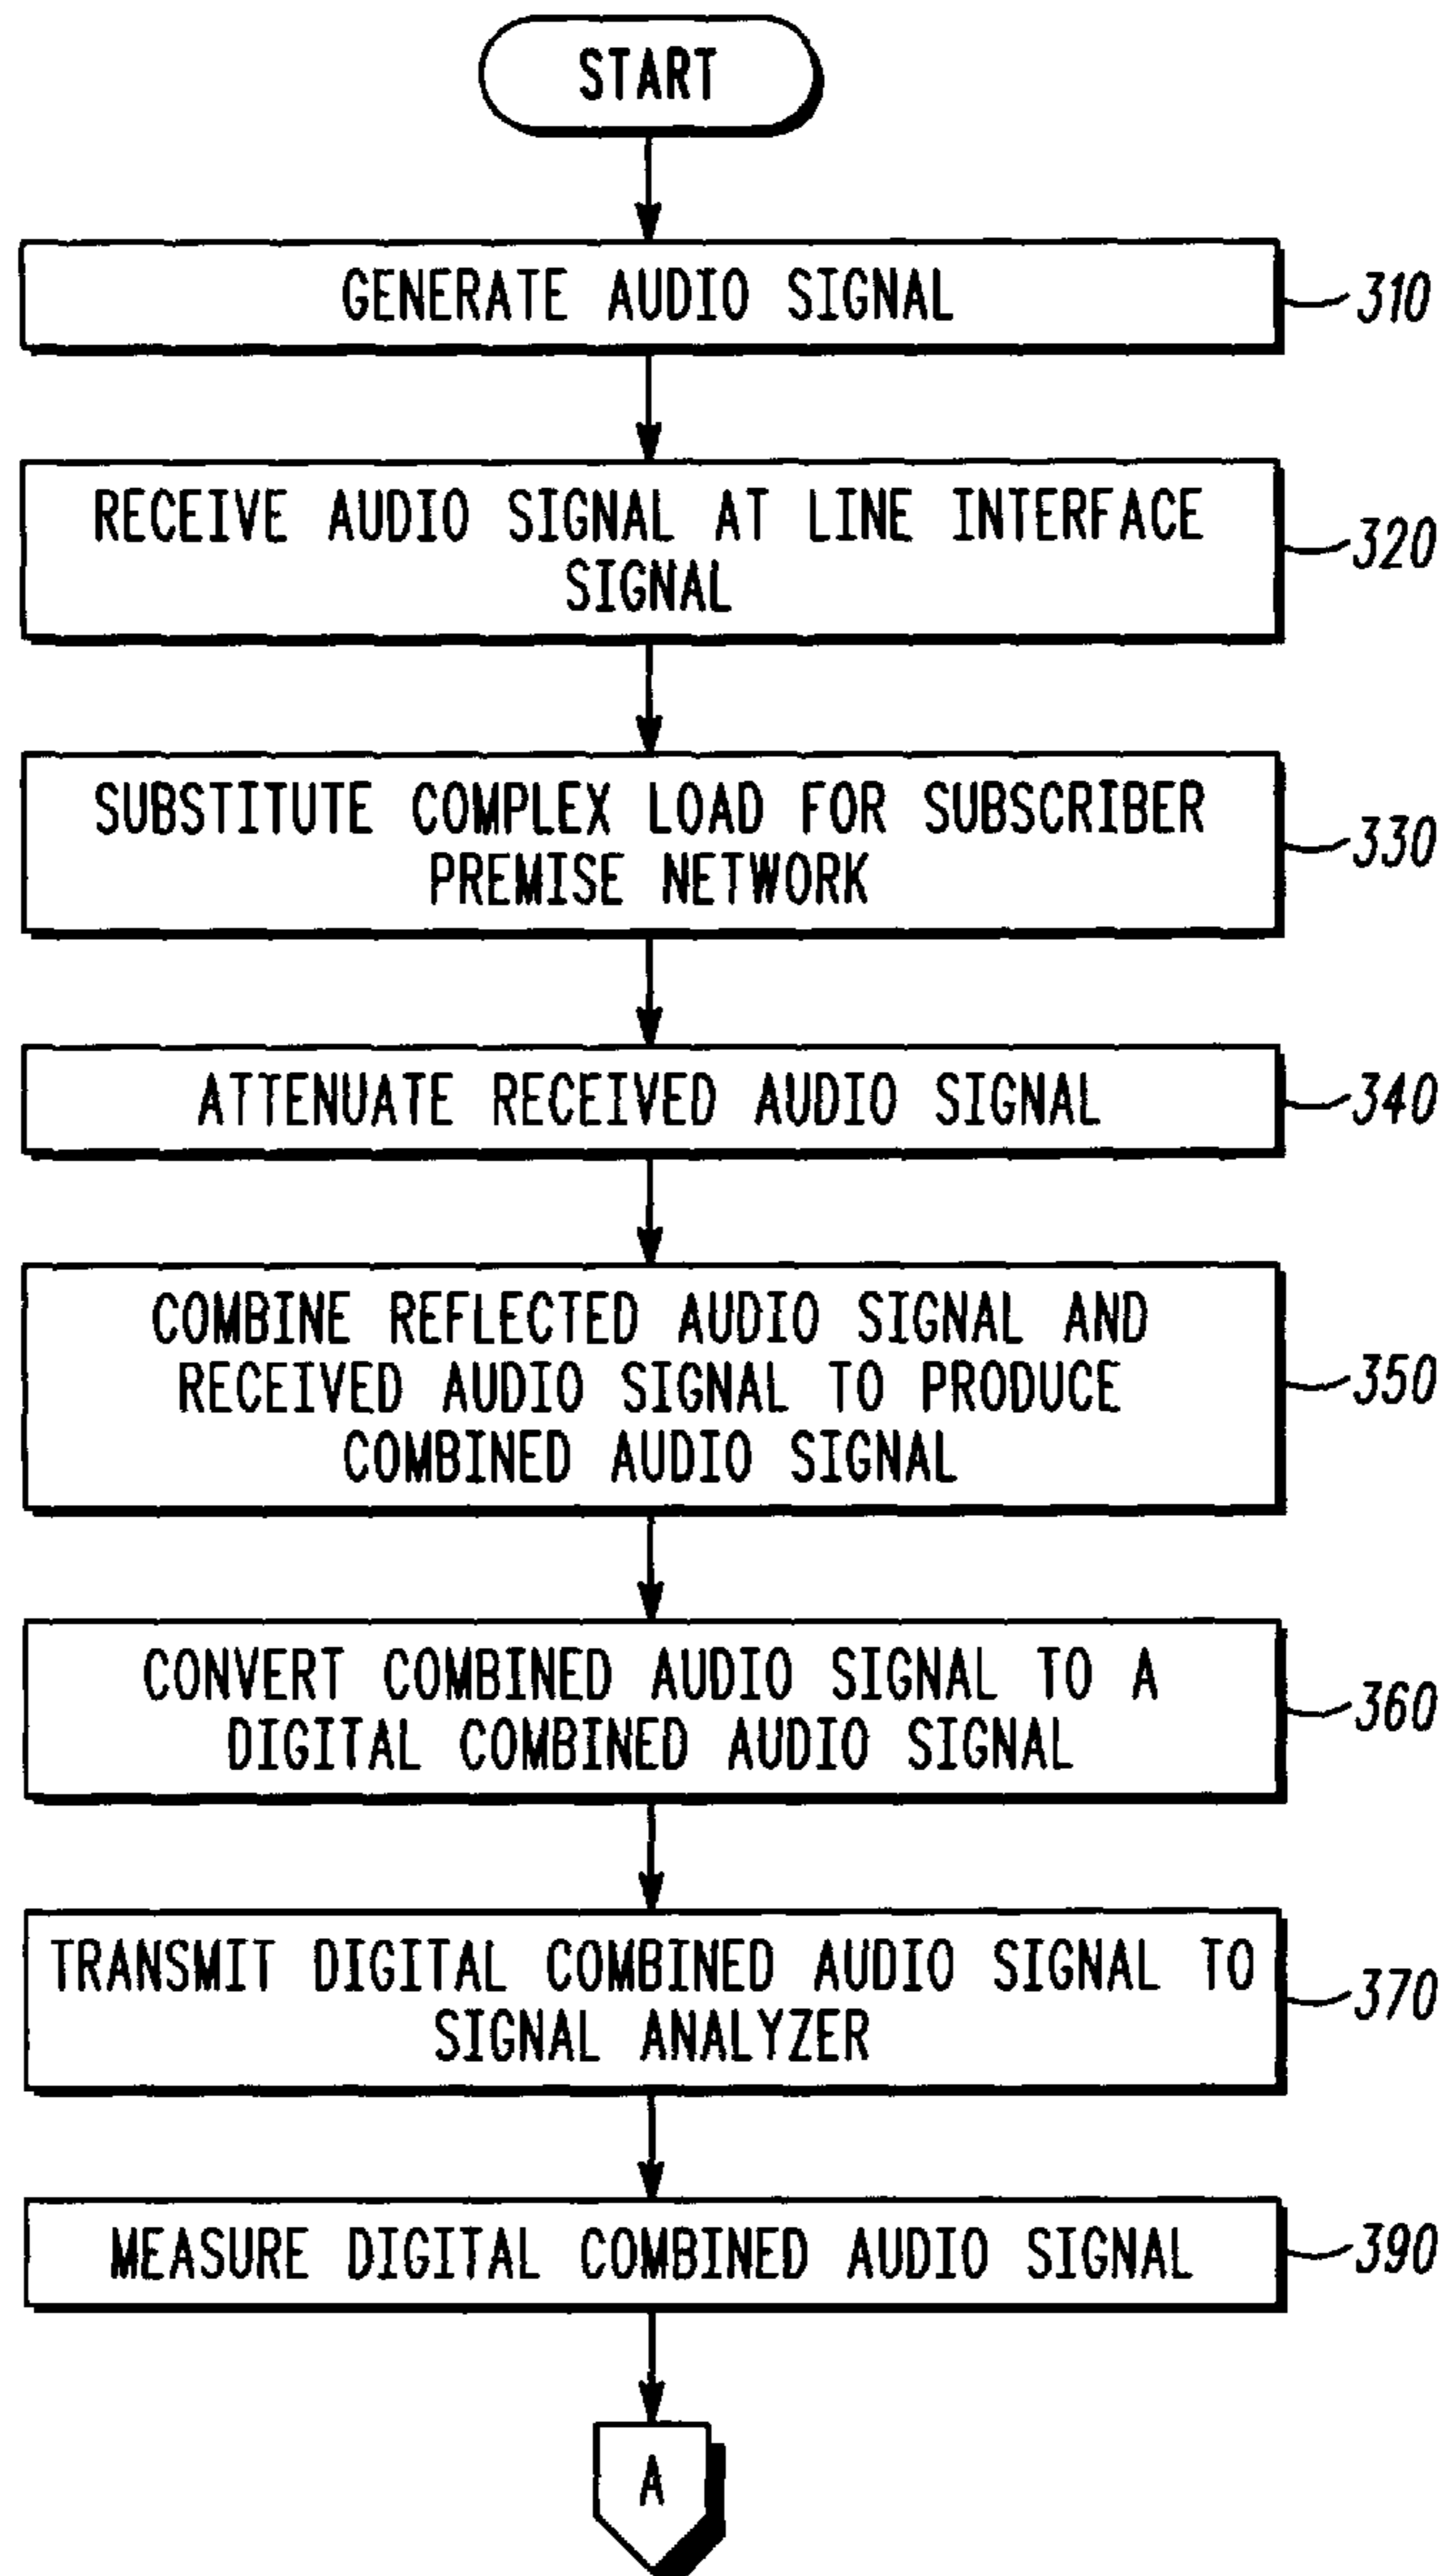 START
GENERATE AUDIO SIGNAL
310
RECEIVE AUDIO SIGNAL AT LINE INTERFACE
SIGNAL
320
SUBSTITUTE COMPLEX LOAD FOR SUBSCRIBER
PREMISE NETWORK
330
ATTENUATE RECEIVED AUDIO SIGNAL
340
COMBINE REFLECTED AUDIO SIGNAL AND
RECEIVED AUDIO SIGNAL TO PRODUCE
COMBINED AUDIO SIGNAL
350
CONVERT COMBINED AUDIO SIGNAL TO A
DIGITAL COMBINED AUDIO SIGNAL
360
TRANSMIT DIGITAL COMBINED AUDIO SIGNAL TO
SIGNAL ANALYZER
370
MEASURE DIGITAL COMBINED AUDIO SIGNAL
390
A